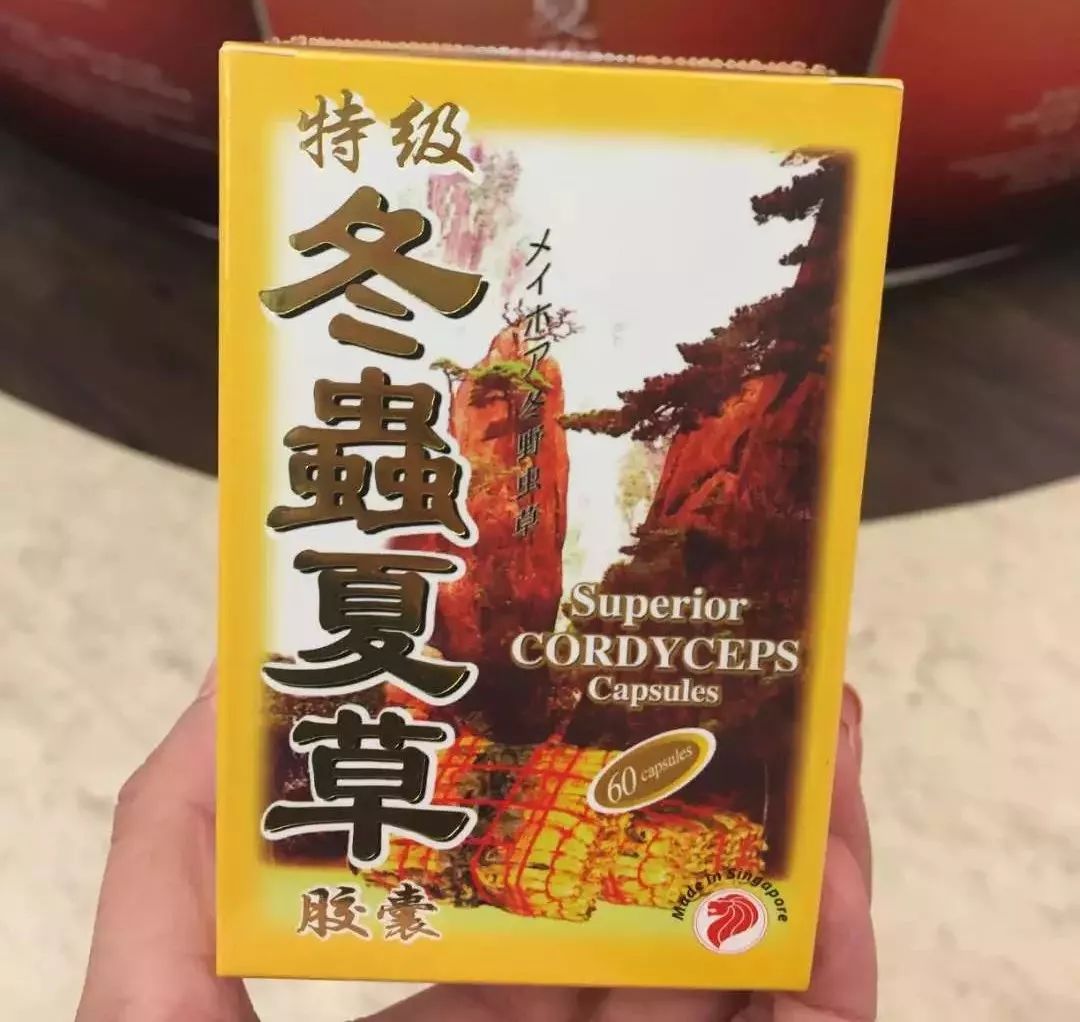 特级
冬蟲夏草
胶囊
メイホア冬野虫草
Superior
CORDYCEPS
Capsules
60 capsules
Made in Singapore